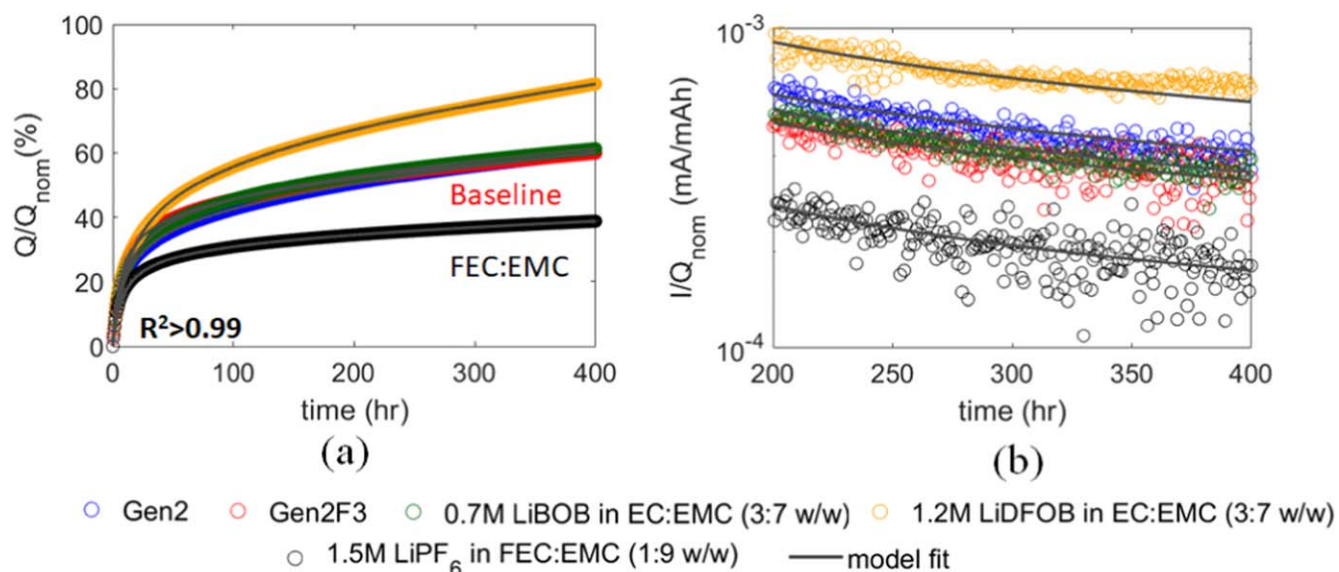 100
80
60
40
20
0
Q/Qnom(%)
Baseline
FEC:EMC
R²>0.99
0 100 200 300 400
time (hr)
(a)
10⁻³
10⁻⁴
I/Qnom (mA/mAh)
200 250 300 350 400
time (hr)
(b)
Gen2 Gen2F3 0.7M LiBOB in EC:EMC (3:7 w/w) 1.2M LiDFOB in EC:EMC (3:7 w/w)
1.5M LiPF₆ in FEC:EMC (1:9 w/w) model fit